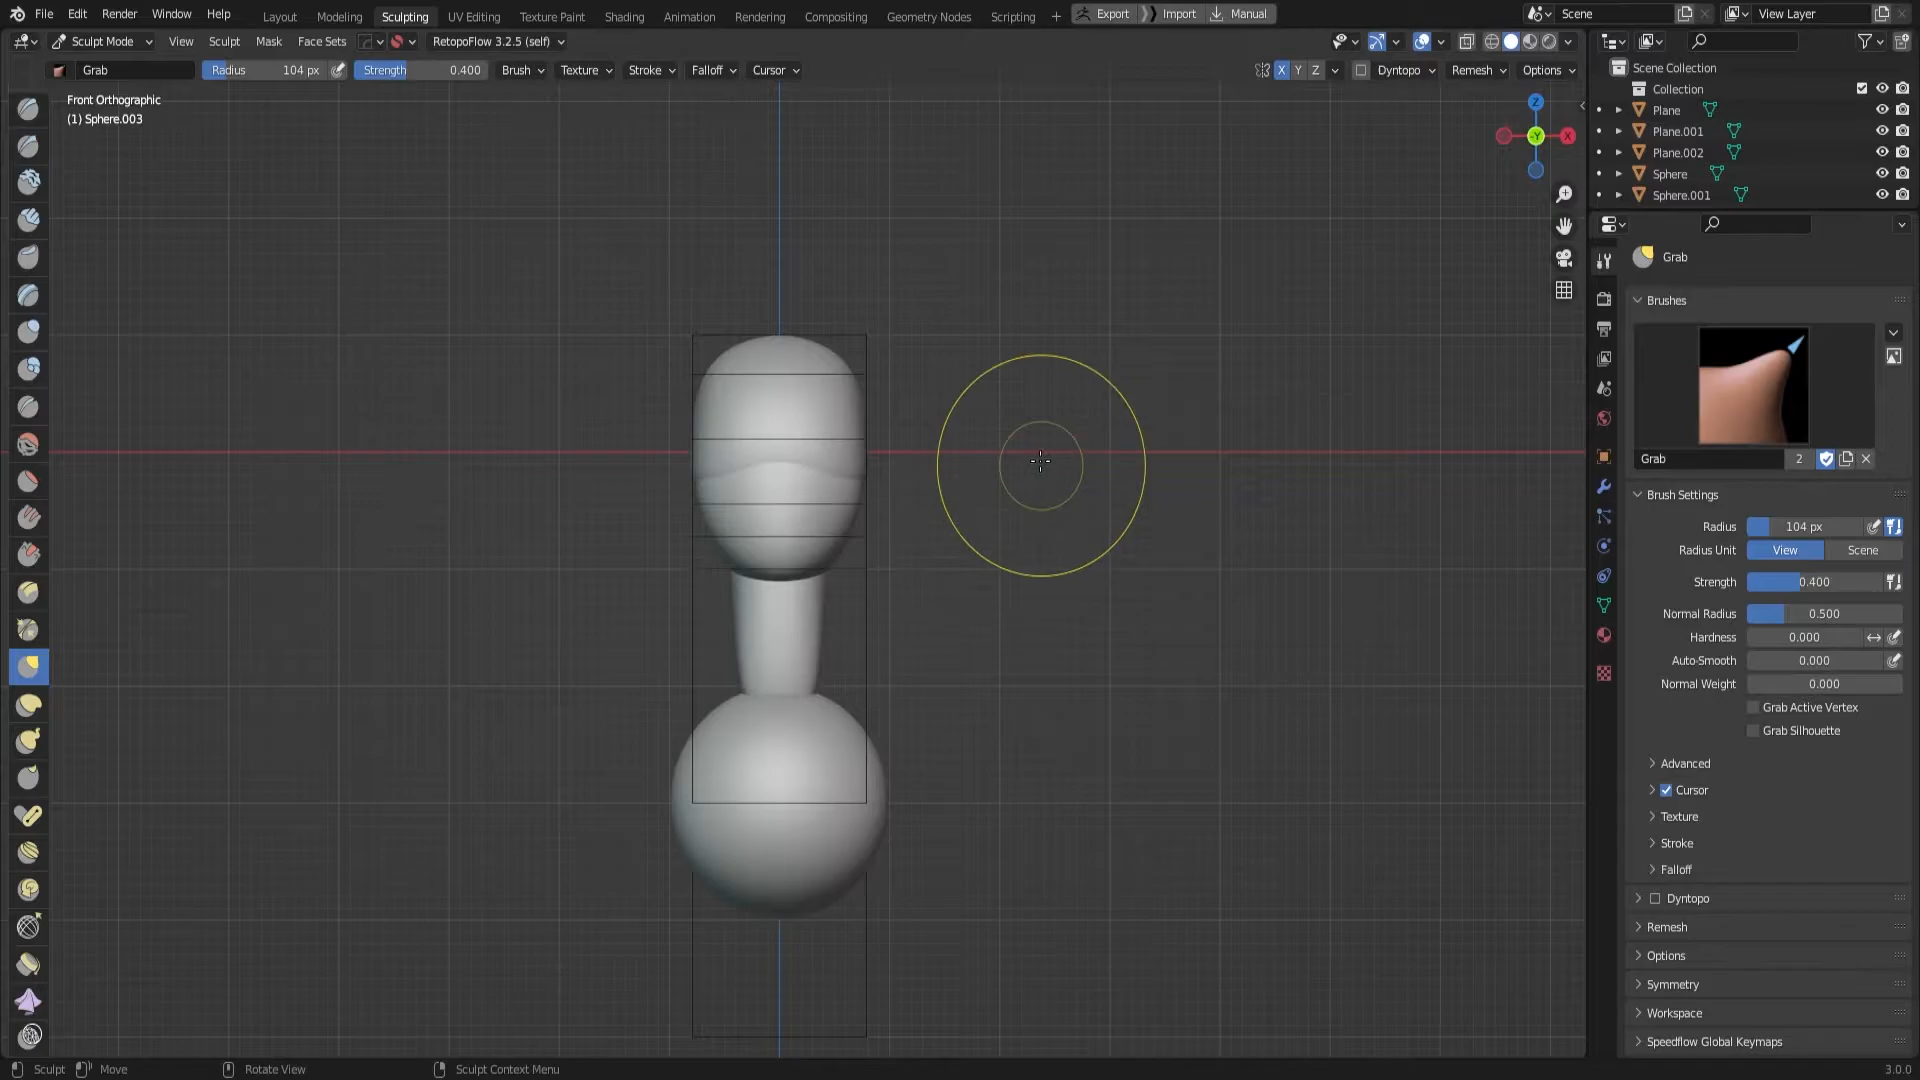 File Edit Render Window Help Layout Modeling Sculpting UV Editing Texture Paint Shading Animation Rendering Compositing Geometry Nodes Scripting + Export Import Manual Scene View Layer
Sculpt Mode View Sculpt Mask Face Sets RetopoFlow 3.2.5 (self)
Grab Radius 104 px Strength 0.400 Brush Texture Stroke Falloff Cursor X Y Z Dyntopo Remesh Options
Front Orthographic
(1) Sphere.003
Z
-Y
X
Scene Collection
Collection
Plane
Plane.001
Plane.002
Sphere
Sphere.001
Grab
Brushes
Grab 2
Brush Settings
Radius 104 px
Radius Unit View Scene
Strength 0.400
Normal Radius 0.500
Hardness 0.000
Auto-Smooth 0.000
Normal Weight 0.000
Grab Active Vertex
Grab Silhouette
Advanced
Cursor
Texture
Stroke
Falloff
Dyntopo
Remesh
Options
Symmetry
Workspace
Speedflow Global Keymaps
Sculpt Move Rotate View Sculpt Context Menu 3.0.0